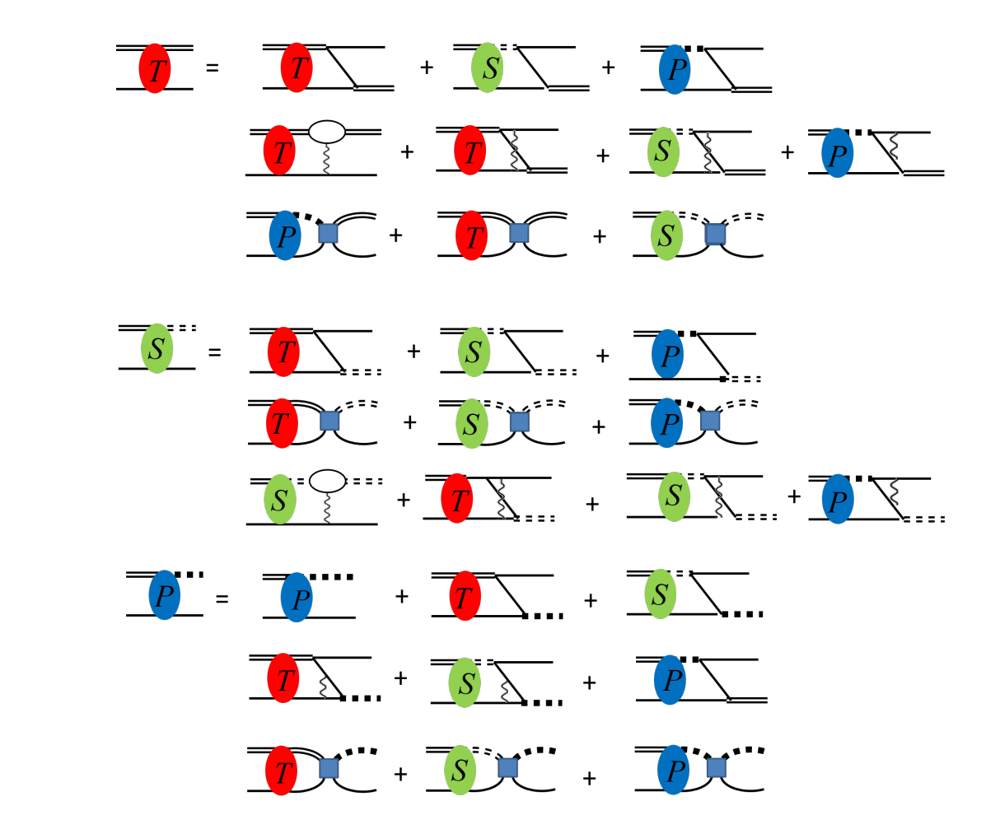 T = T + S + P
T + T + S + P
P + T + S
S = T + S + P
T + S + P
S + T + S + P
P = P + T + S
T + S + P
T + S + P